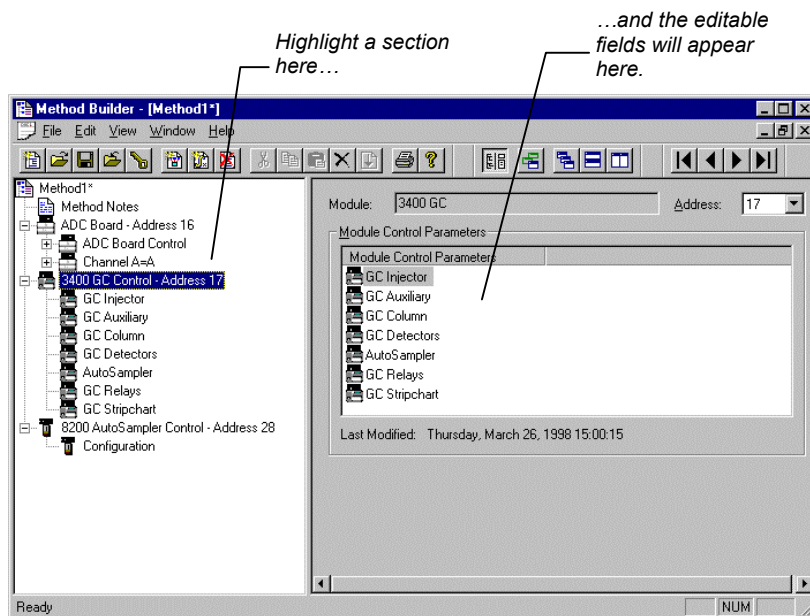 Highlight a section
here…
…and the editable
fields will appear
here.
Method Builder - [Method1*]
File Edit View Window Help
Method1*
Method Notes
ADC Board - Address 16
ADC Board Control
Channel A=A
3400 GC Control - Address 17
GC Injector
GC Auxiliary
GC Column
GC Detectors
AutoSampler
GC Relays
GC Stripchart
8200 AutoSampler Control - Address 28
Configuration
Module: 3400 GC Address: 17
Module Control Parameters
Module Control Parameters
GC Injector
GC Auxiliary
GC Column
GC Detectors
AutoSampler
GC Relays
GC Stripchart
Last Modified: Thursday, March 26, 1998 15:00:15
Ready NUM